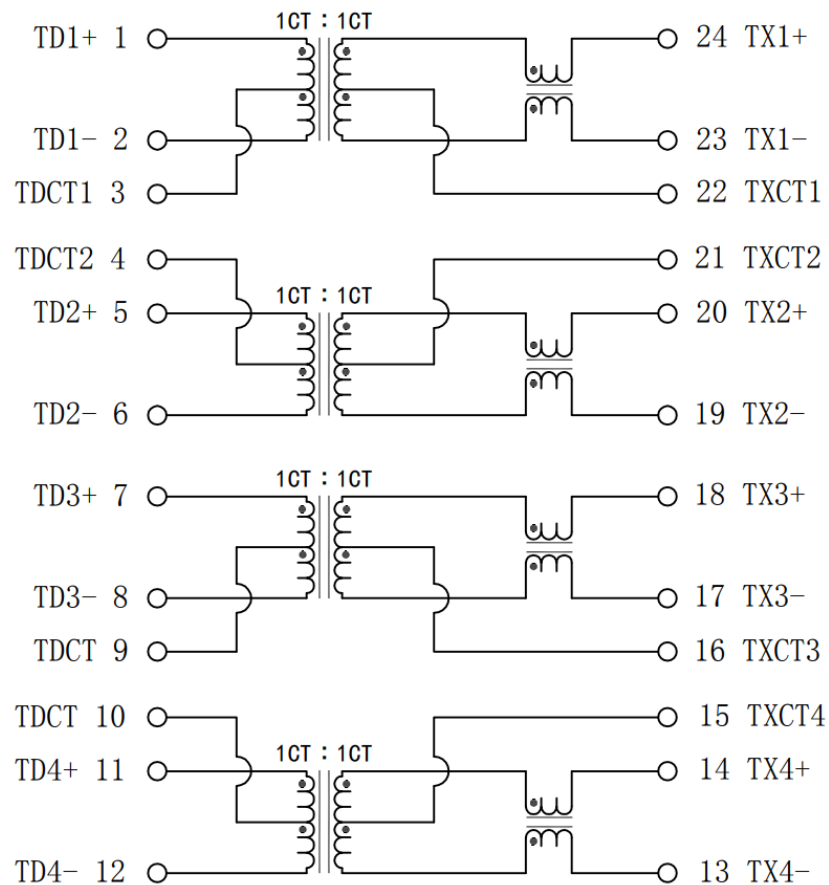 1CT : 1CT
TD1+ 1 24 TX1+
TD1- 2 23 TX1-
TDCT1 3 22 TXCT1
TDCT2 4 21 TXCT2
1CT : 1CT
TD2+ 5 20 TX2+
TD2- 6 19 TX2-
1CT : 1CT
TD3+ 7 18 TX3+
TD3- 8 17 TX3-
TDCT 9 16 TXCT3
TDCT 10 15 TXCT4
1CT : 1CT
TD4+ 11 14 TX4+
TD4- 12 13 TX4-